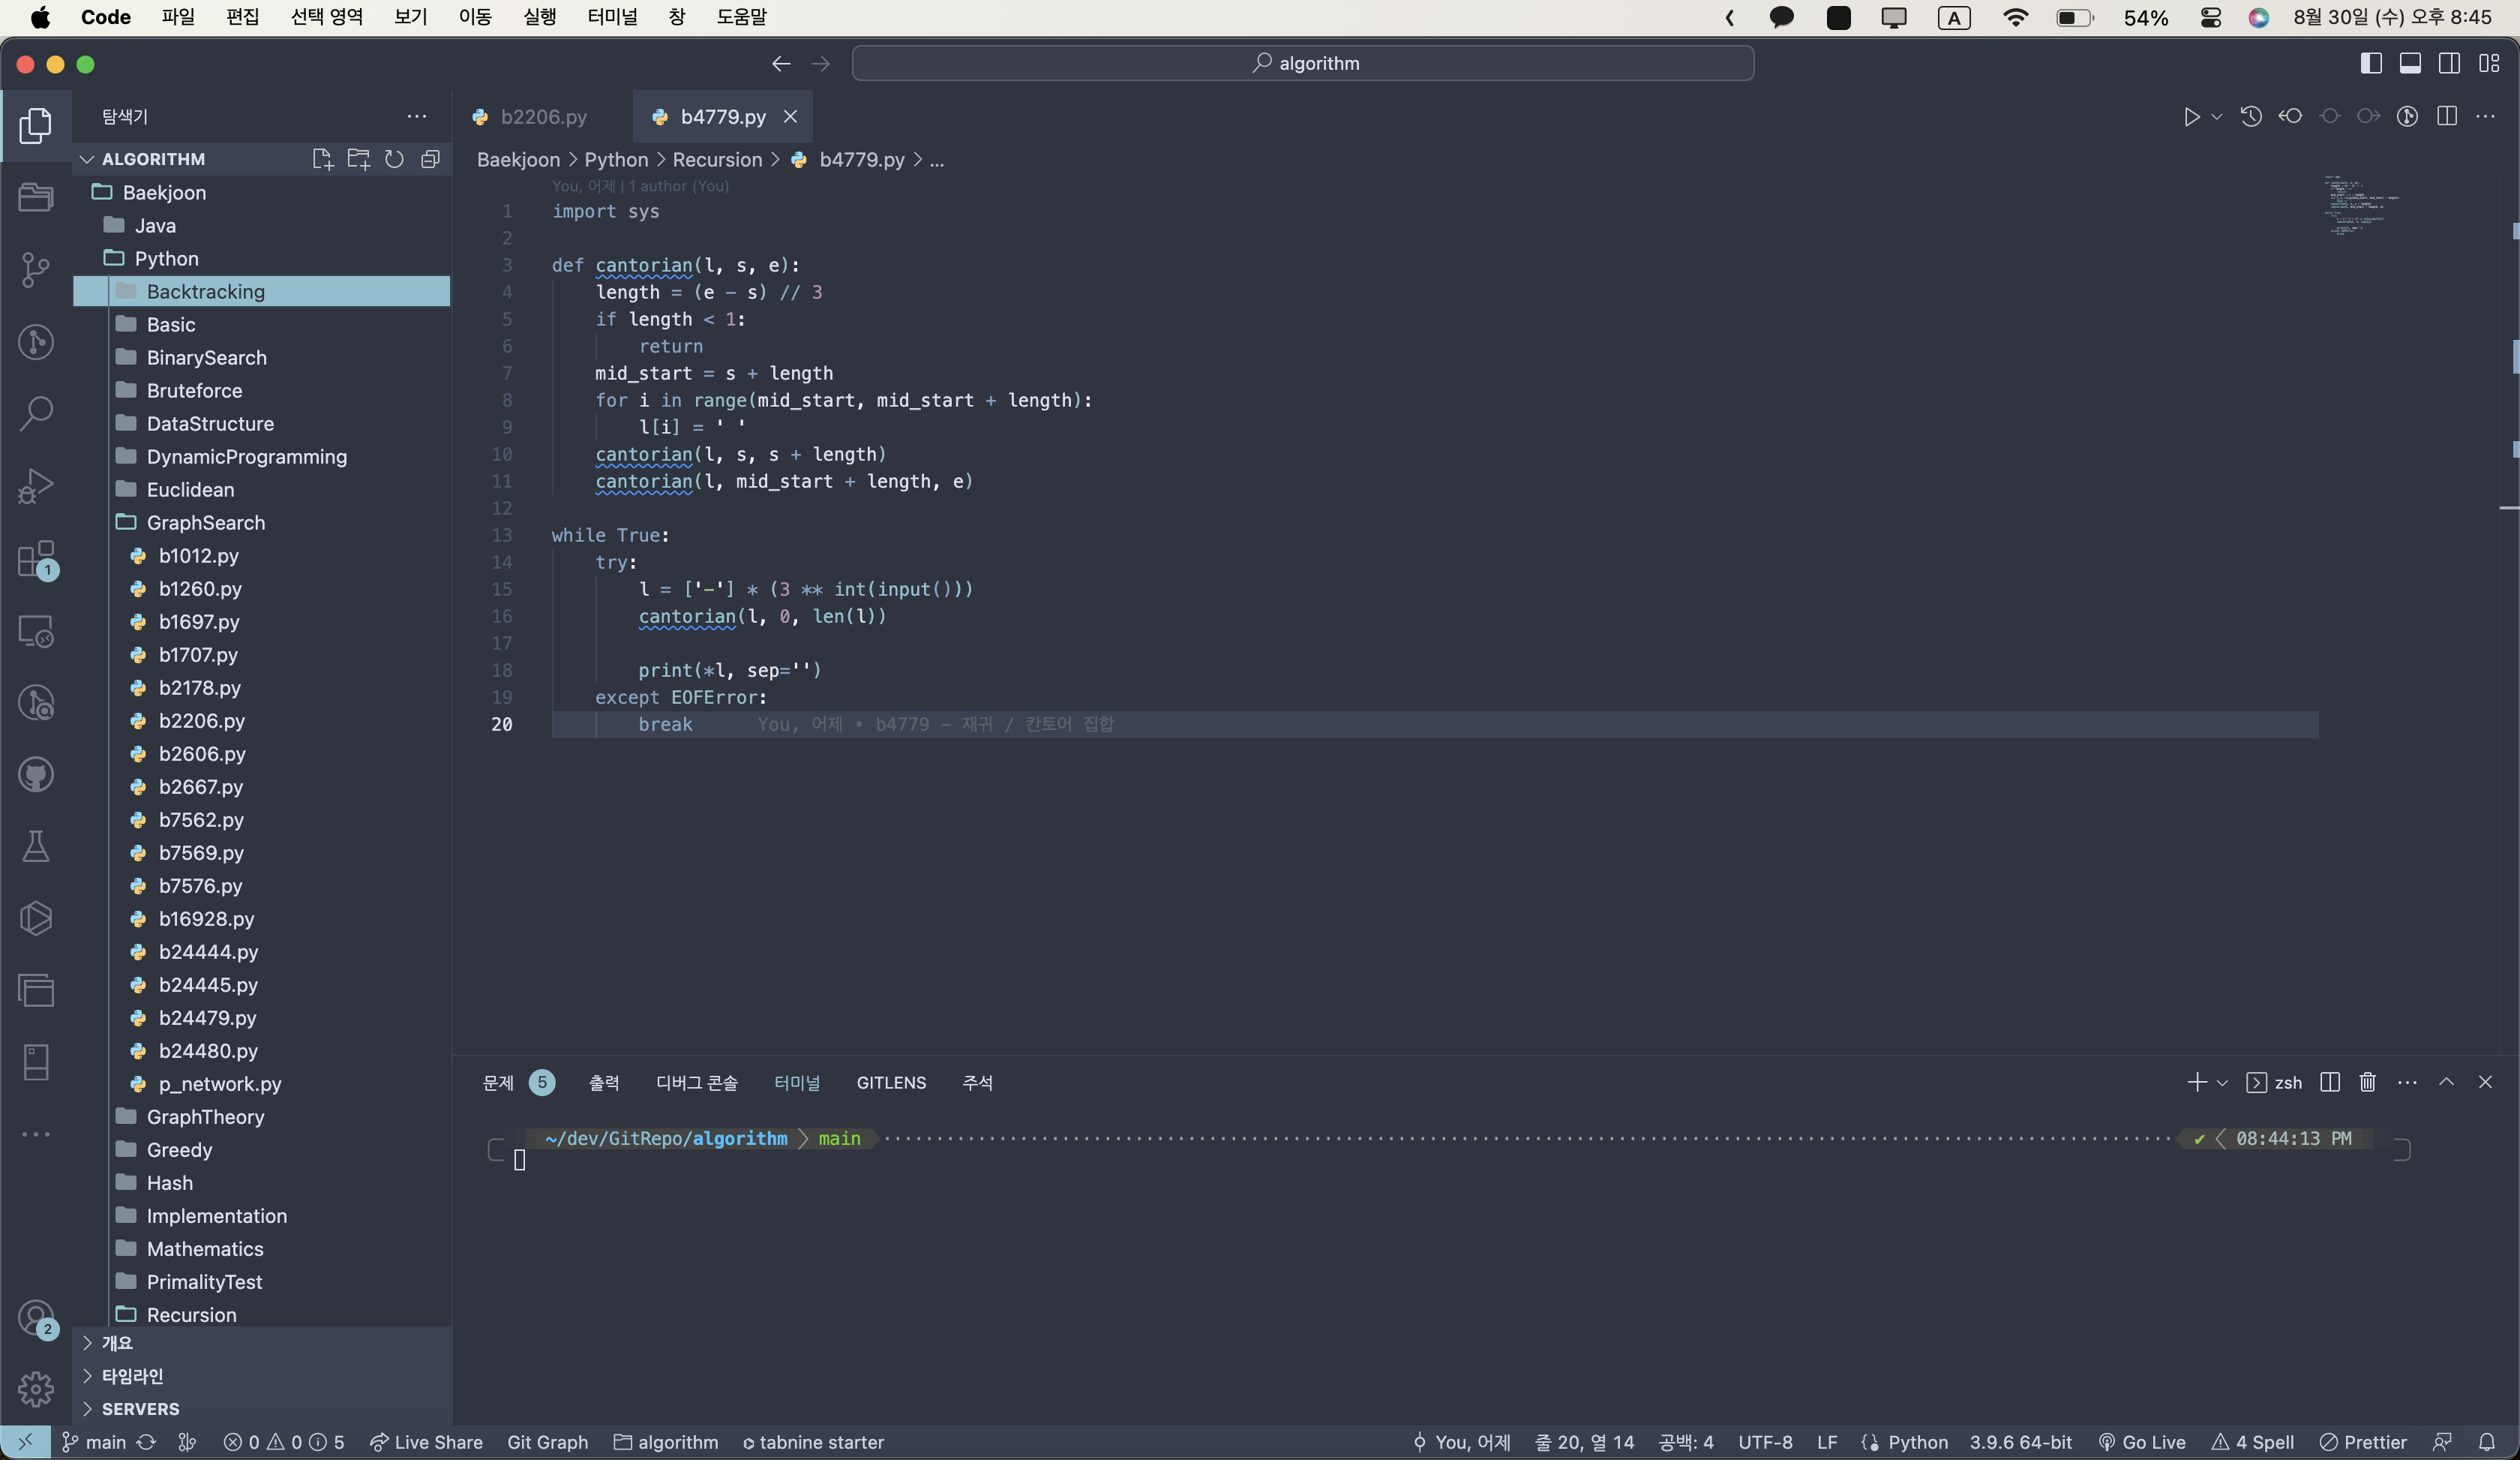 Code 파일 편집 선택 영역 보기 이동 실행 터미널 창 도움말 A 54% 8월 30일 (수) 오후 8:45
algorithm
탐색기
ALGORITHM
Baekjoon
Java
Python
Backtracking
Basic
BinarySearch
Bruteforce
DataStructure
DynamicProgramming
Euclidean
GraphSearch
b1012.py
b1260.py
b1697.py
b1707.py
b2178.py
b2206.py
b2606.py
b2667.py
b7562.py
b7569.py
b7576.py
b16928.py
b24444.py
b24445.py
b24479.py
b24480.py
p_network.py
GraphTheory
Greedy
Hash
Implementation
Mathematics
PrimalityTest
Recursion
개요
타임라인
SERVERS
1
2
b2206.py b4779.py
Baekjoon > Python > Recursion > b4779.py > ...
You, 어제 | 1 author (You)
1 import sys
2
3 def cantorian(l, s, e):
4     length = (e - s) // 3
5     if length < 1:
6         return
7     mid_start = s + length
8     for i in range(mid_start, mid_start + length):
9         l[i] = ' '
10     cantorian(l, s, s + length)
11     cantorian(l, mid_start + length, e)
12
13 while True:
14     try:
15         l = ['-'] * (3 ** int(input()))
16         cantorian(l, 0, len(l))
17
18         print(*l, sep='')
19     except EOFError:
20         break You, 어제 • b4779 - 재귀 / 칸토어 집합
문제 5 출력 디버그 콘솔 터미널 GITLENS 주석 zsh
~/dev/GitRepo/algorithm main ✔ 08:44:13 PM
main 0 0 5 Live Share Git Graph algorithm tabnine starter You, 어제 줄 20, 열 14 공백: 4 UTF-8 LF Python 3.9.6 64-bit Go Live 4 Spell Prettier